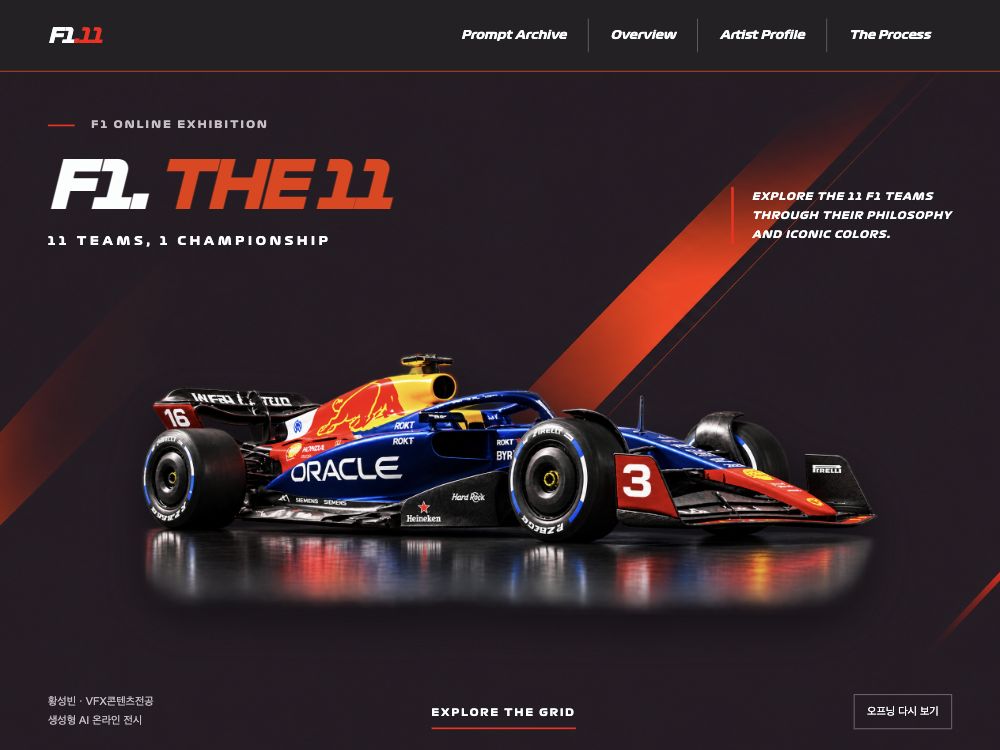 F1.11
Prompt Archive
Overview
Artist Profile
The Process
F1 ONLINE EXHIBITION
F1. THE 11
11 TEAMS, 1 CHAMPIONSHIP
EXPLORE THE 11 F1 TEAMS
THROUGH THEIR PHILOSOPHY
AND ICONIC COLORS.
16
HONDA
ROKT
ROKT
ORACLE
SIEMENS
SIEMENS
Heineken
Hard Rock
PIRELLI
3
PIRELLI
황성빈 · VFX콘텐츠전공
생성형 AI 온라인 전시
EXPLORE THE GRID
오프닝 다시 보기